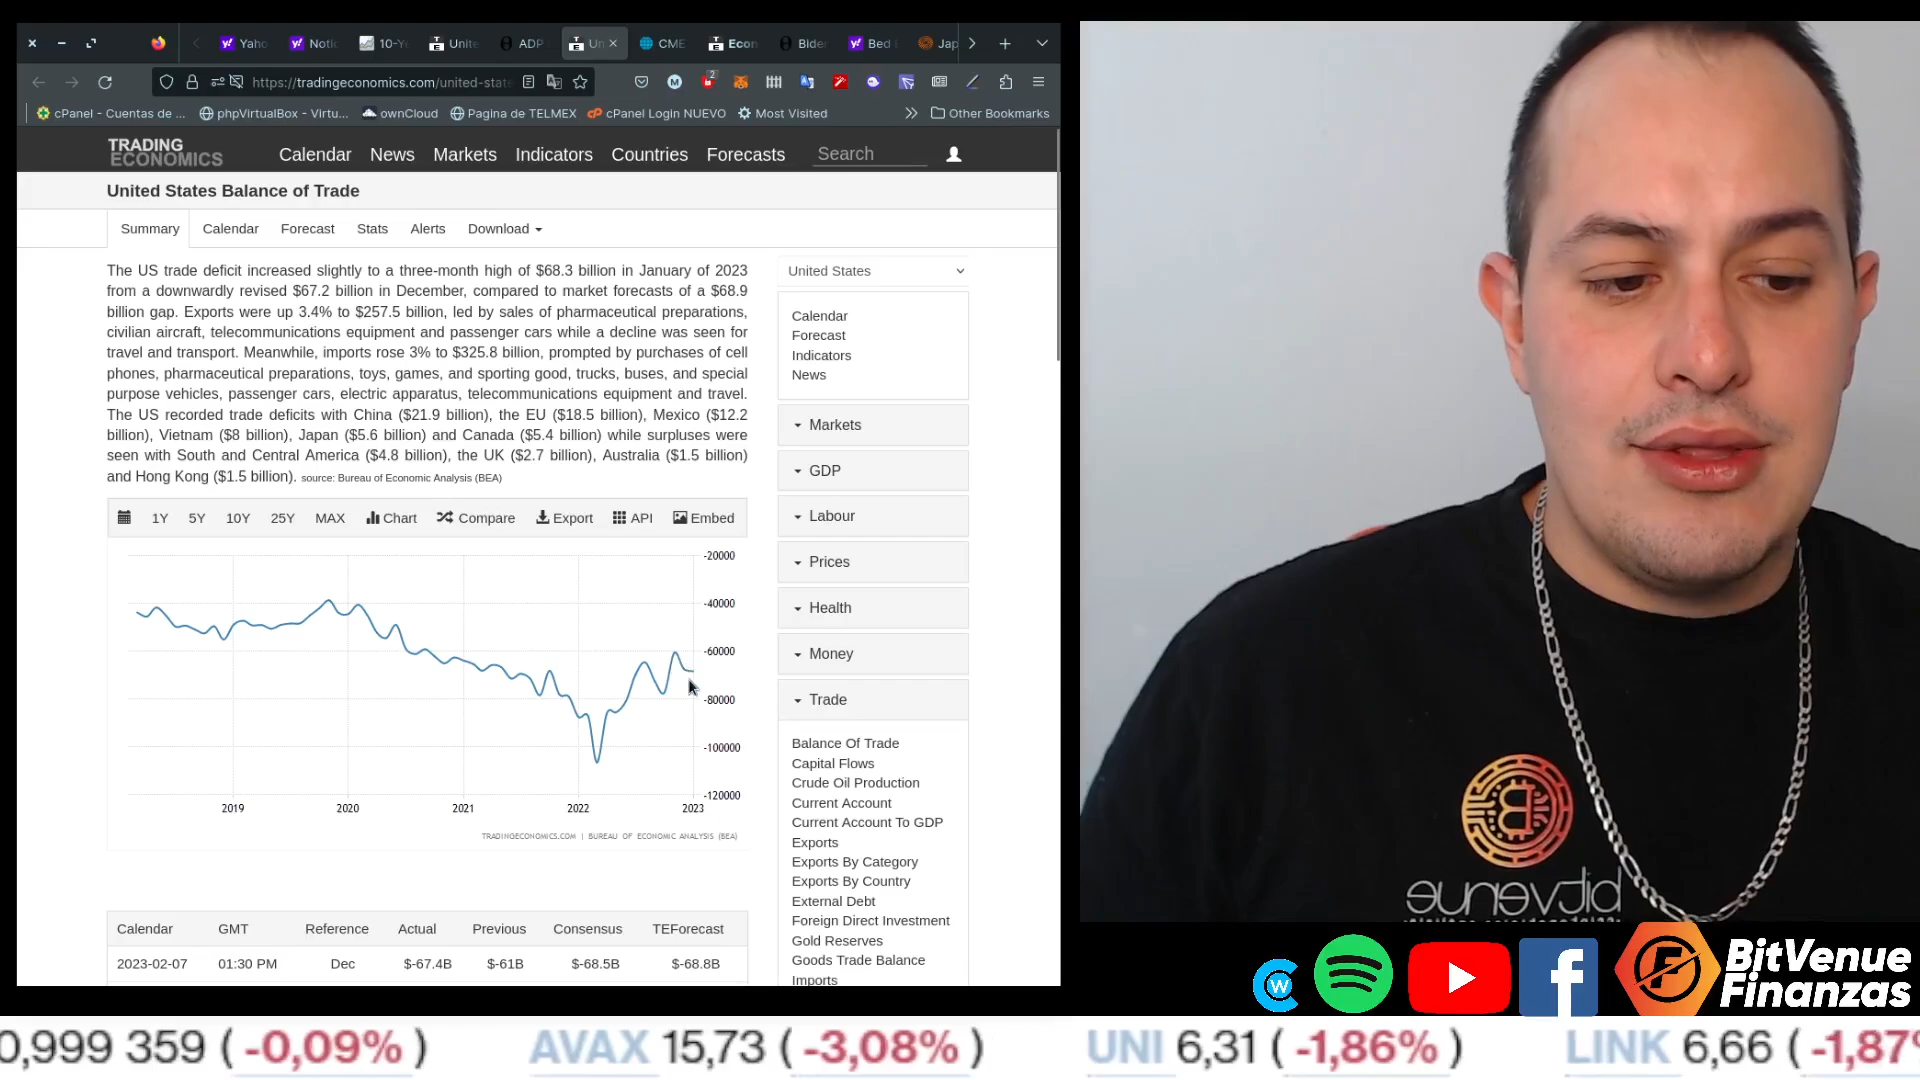 Yaho
Notic
10-Ye
Unite
ADP
Un
CME
Econ
Bider
Bed
Jap
https://tradingeconomics.com/united-state
2
cPanel - Cuentas de ...
phpVirtualBox - Virtu...
ownCloud
Pagina de TELMEX
cPanel Login NUEVO
Most Visited
Other Bookmarks
TRADING
ECONOMICS
Calendar News Markets Indicators Countries Forecasts Search
United States Balance of Trade
Summary Calendar Forecast Stats Alerts Download
The US trade deficit increased slightly to a three-month high of $68.3 billion in January of 2023
from a downwardly revised $67.2 billion in December, compared to market forecasts of a $68.9
billion gap. Exports were up 3.4% to $257.5 billion, led by sales of pharmaceutical preparations,
civilian aircraft, telecommunications equipment and passenger cars while a decline was seen for
travel and transport. Meanwhile, imports rose 3% to $325.8 billion, prompted by purchases of cell
phones, pharmaceutical preparations, toys, games, and sporting good, trucks, buses, and special
purpose vehicles, passenger cars, electric apparatus, telecommunications equipment and travel.
The US recorded trade deficits with China ($21.9 billion), the EU ($18.5 billion), Mexico ($12.2
billion), Vietnam ($8 billion), Japan ($5.6 billion) and Canada ($5.4 billion) while surpluses were
seen with South and Central America ($4.8 billion), the UK ($2.7 billion), Australia ($1.5 billion)
and Hong Kong ($1.5 billion). source: Bureau of Economic Analysis (BEA)
1Y 5Y 10Y 25Y MAX Chart Compare Export API Embed
-20000
-40000
-60000
-80000
-100000
-120000
2019 2020 2021 2022 2023
TRADINGECONOMICS.COM | BUREAU OF ECONOMIC ANALYSIS (BEA)
Calendar GMT Reference Actual Previous Consensus TEForecast
2023-02-07 01:30 PM Dec $-67.4B $-61B $-68.5B $-68.8B
United States
Calendar
Forecast
Indicators
News
Markets
GDP
Labour
Prices
Health
Money
Trade
Balance Of Trade
Capital Flows
Crude Oil Production
Current Account
Current Account To GDP
Exports
Exports By Category
Exports By Country
External Debt
Foreign Direct Investment
Gold Reserves
Goods Trade Balance
Imports
bitvenue
BitVenue
Finanzas
0,999 359 ( -0,09% ) AVAX 15,73 ( -3,08% ) UNI 6,31 ( -1,86% ) LINK 6,66 ( -1,87%